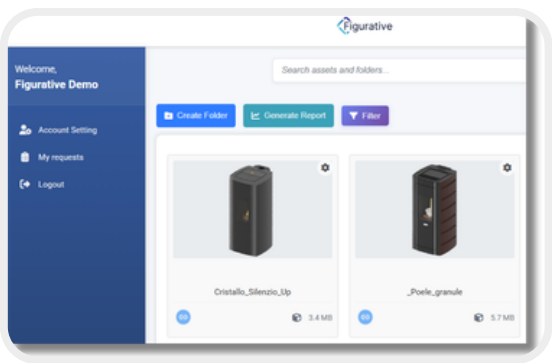 Figurative
Welcome,
Figurative Demo
Search assets and folders...
Create Folder
Generate Report
Filter
Account Setting
My requests
Logout
Cristallo_Silenzio_Up
_Poele_granule
3.4 MB
5.7 MB